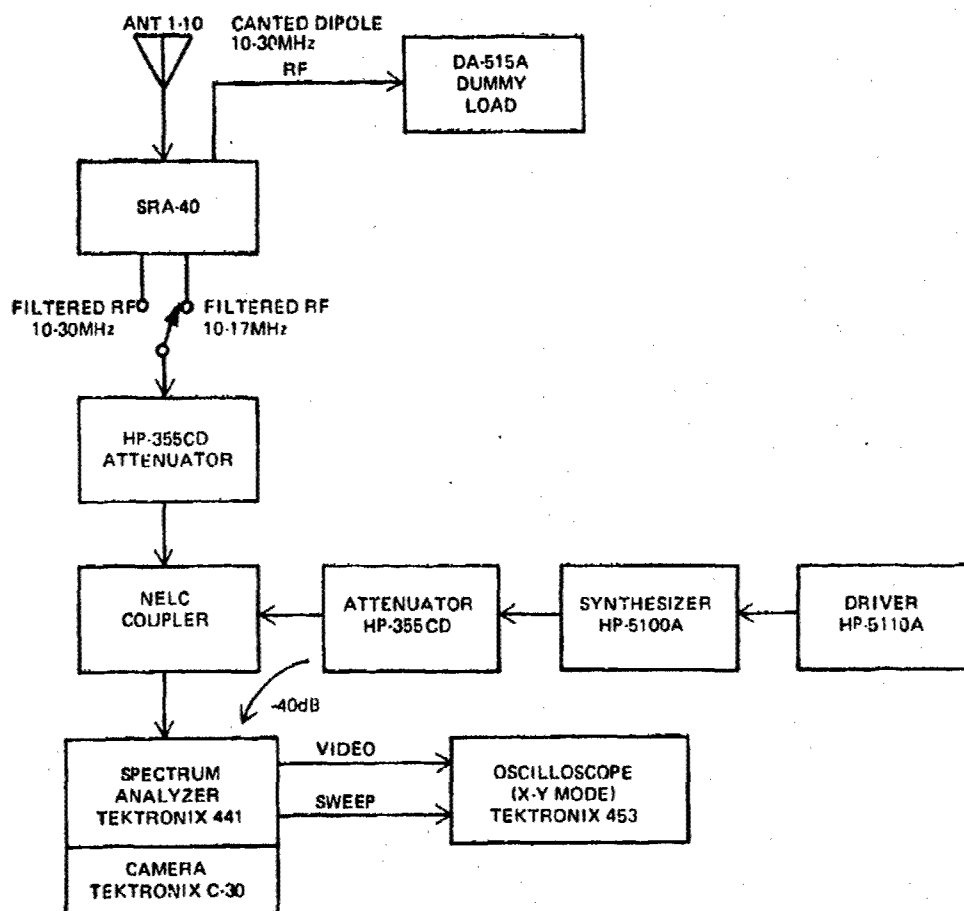 ANT 1-10
CANTED DIPOLE
10-30MHz
RF
DA-515A
DUMMY
LOAD
SRA-40
FILTERED RF
10-30MHz
FILTERED RF
10-17MHz
HP-355CD
ATTENUATOR
NELC
COUPLER
ATTENUATOR
HP-355CD
SYNTHESIZER
HP-5100A
DRIVER
HP-5110A
-40dB
SPECTRUM
ANALYZER
TEKTRONIX 441
VIDEO
SWEEP
OSCILLOSCOPE
(X-Y MODE)
TEKTRONIX 453
CAMERA
TEKTRONIX C-30